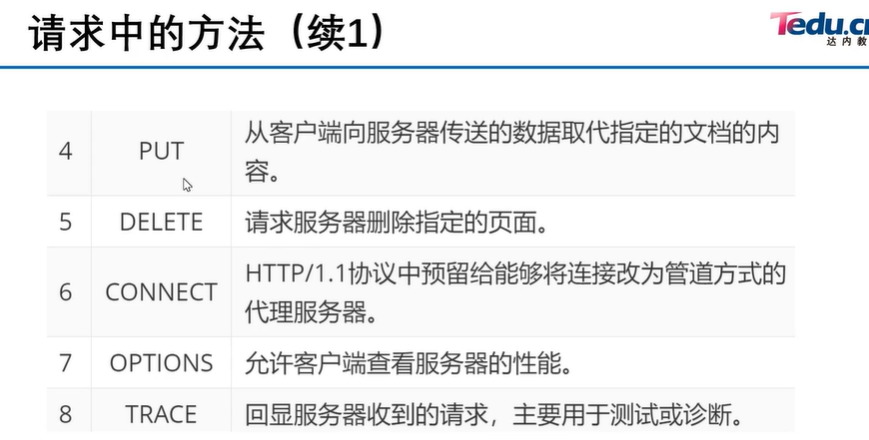 请求中的方法（续1）
Tedu.cn
达内教
4 PUT 从客户端向服务器传送的数据取代指定的文档的内
容。
5 DELETE 请求服务器删除指定的页面。
6 CONNECT HTTP/1.1协议中预留给能够将连接改为管道方式的
代理服务器。
7 OPTIONS 允许客户端查看服务器的性能。
8 TRACE 回显服务器收到的请求，主要用于测试或诊断。